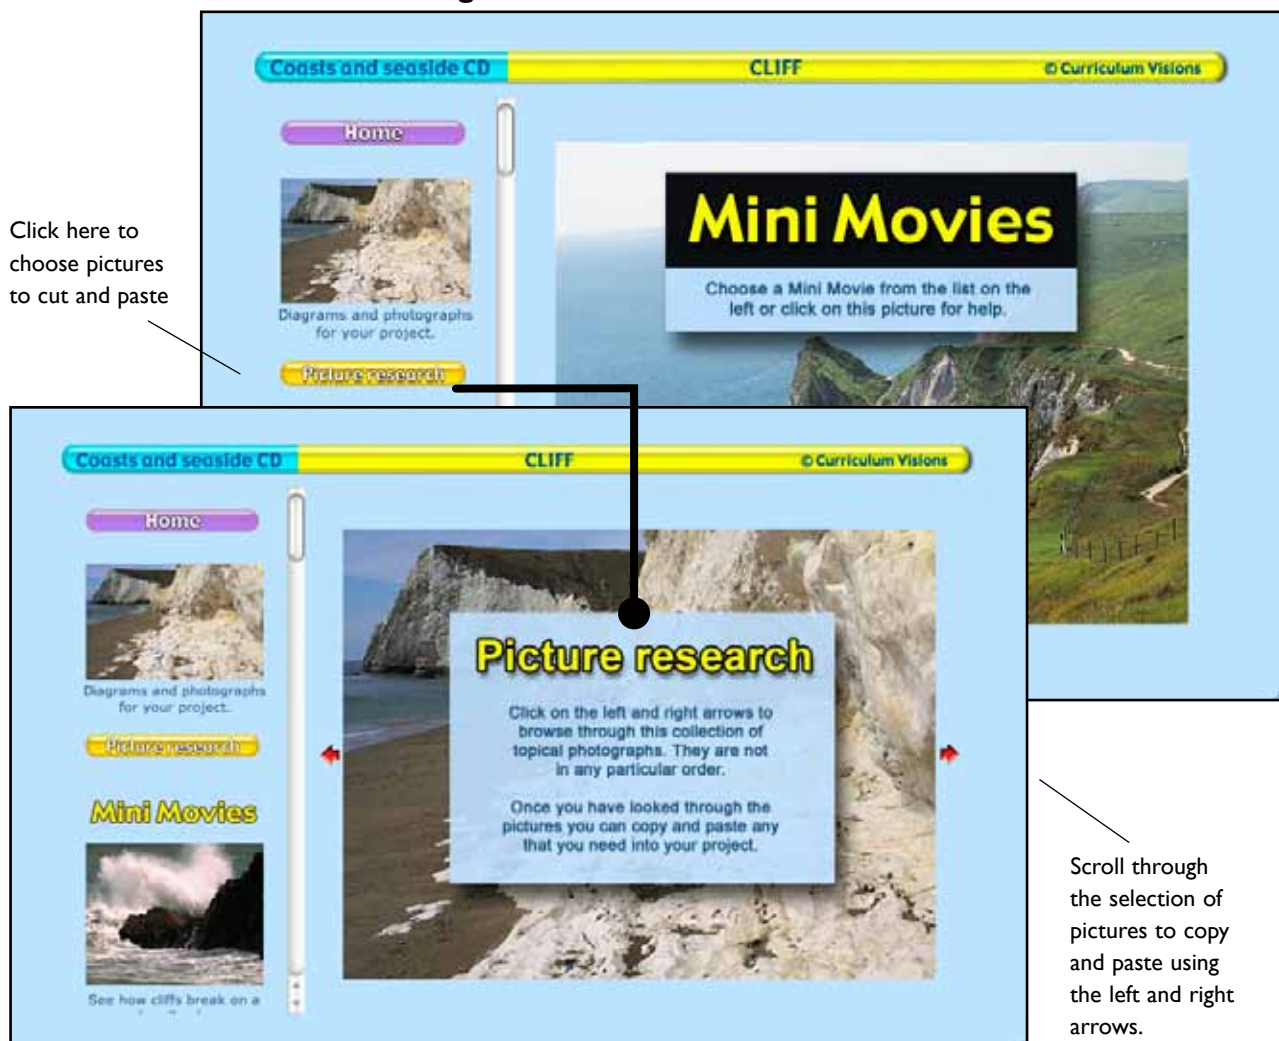 Coasts and seaside CD
CLIFF
© Curriculum Visions
Home
Diagrams and photographs
for your project.
Picture research
Mini Movies
Choose a Mini Movie from the list on the
left or click on this picture for help.
Click here to
choose pictures
to cut and paste
Coasts and seaside CD
CLIFF
© Curriculum Visions
Home
Diagrams and photographs
for your project.
Picture research
Mini Movies
See how cliffs break on a
Picture research
Click on the left and right arrows to
browse through this collection of
topical photographs. They are not
in any particular order.
Once you have looked through the
pictures you can copy and paste any
that you need into your project.
Scroll through
the selection of
pictures to copy
and paste using
the left and right
arrows.